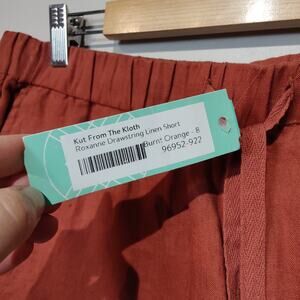 Kut From The Kloth
Roxanne Drawstring Linen Short
Burnt Orange - 8
96952-922